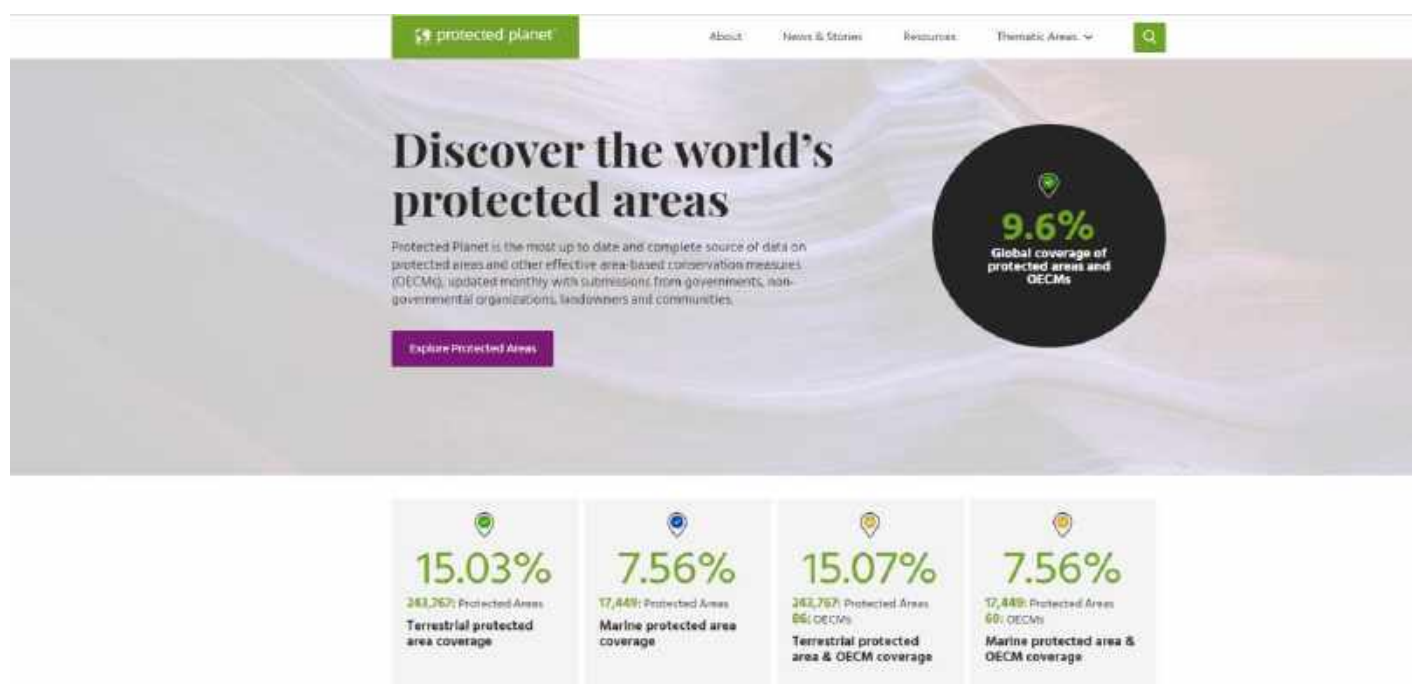 protected planet
About
News & Stories
Resources
Thematic Areas
Discover the world's
protected areas
Protected Planet is the most up to date and complete source of data on
protected areas and other effective area-based conservation measures
(OECMs), updated monthly with submissions from governments, non-
governmental organizations, landowners and communities.
Explore Protected Areas
9.6%
Global coverage of
protected areas and
OECMs
15.03%
243,767: Protected Areas
Terrestrial protected
area coverage
7.56%
17,449: Protected Areas
Marine protected area
coverage
15.07%
243,767: Protected Areas
OECMs
Terrestrial protected
area & OECM coverage
7.56%
17,449: Protected Areas
OECMs
Marine protected area &
OECM coverage